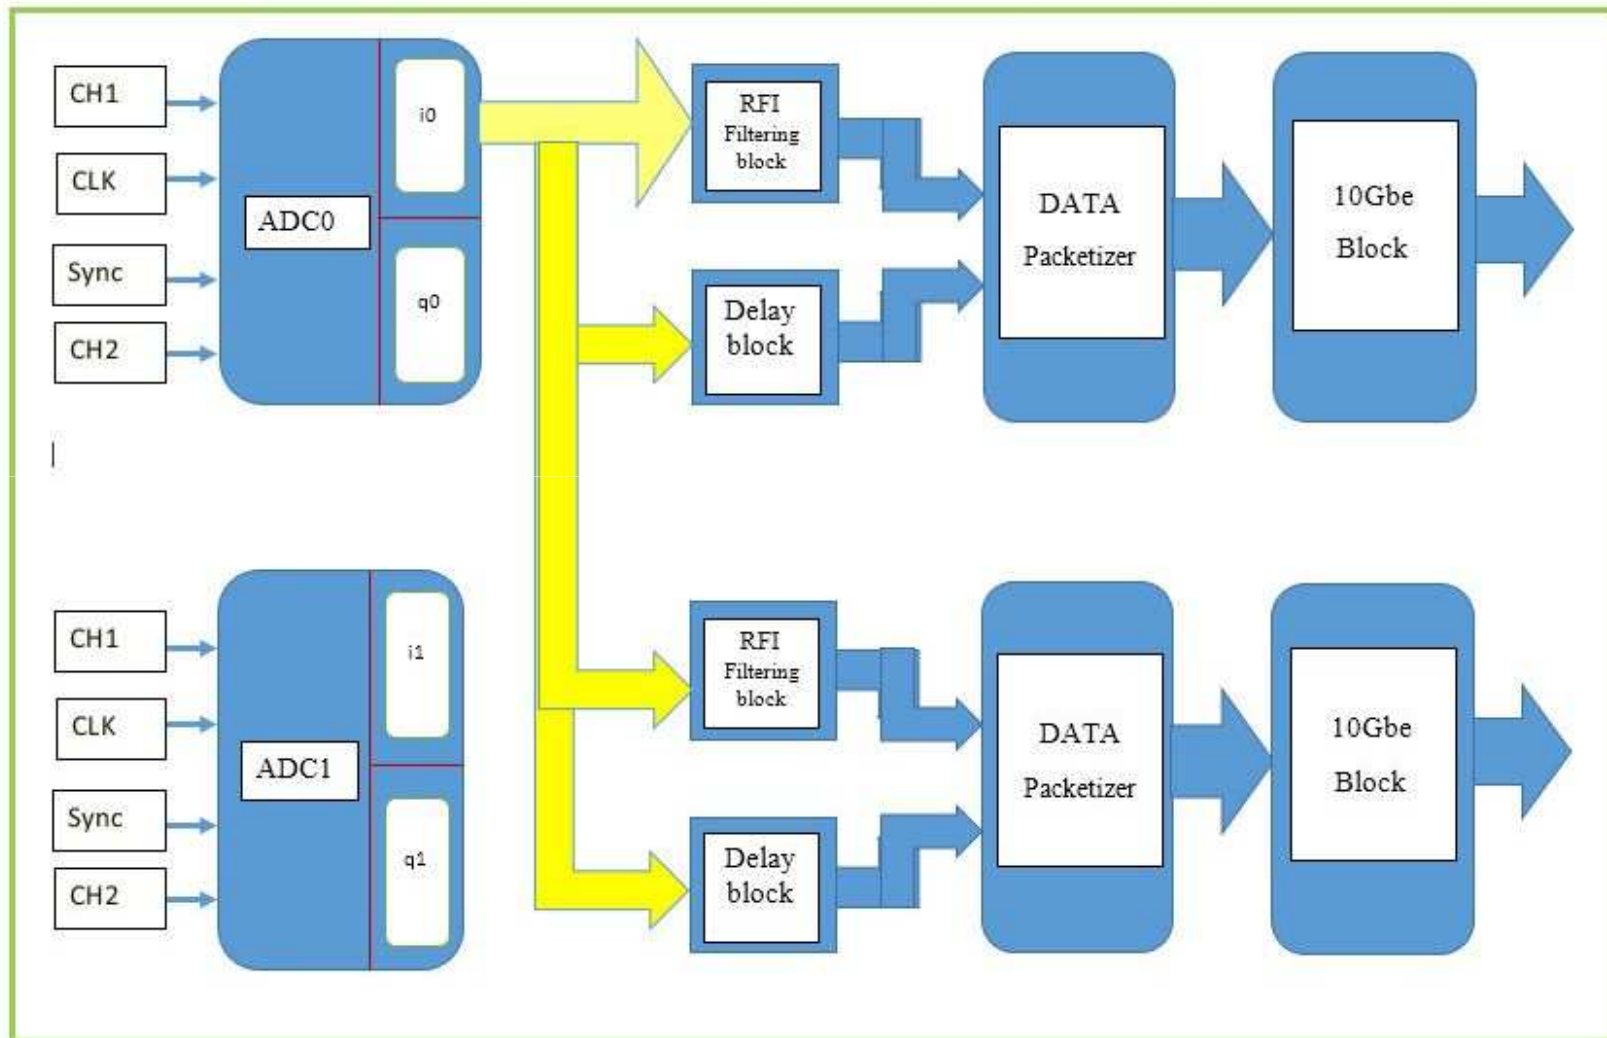 CH1
CLK
Sync
CH2
ADC0
i0
q0
RFI
Filtering
block
Delay
block
DATA
Packetizer
10Gbe
Block
CH1
CLK
Sync
CH2
ADC1
i1
q1
RFI
Filtering
block
Delay
block
DATA
Packetizer
10Gbe
Block